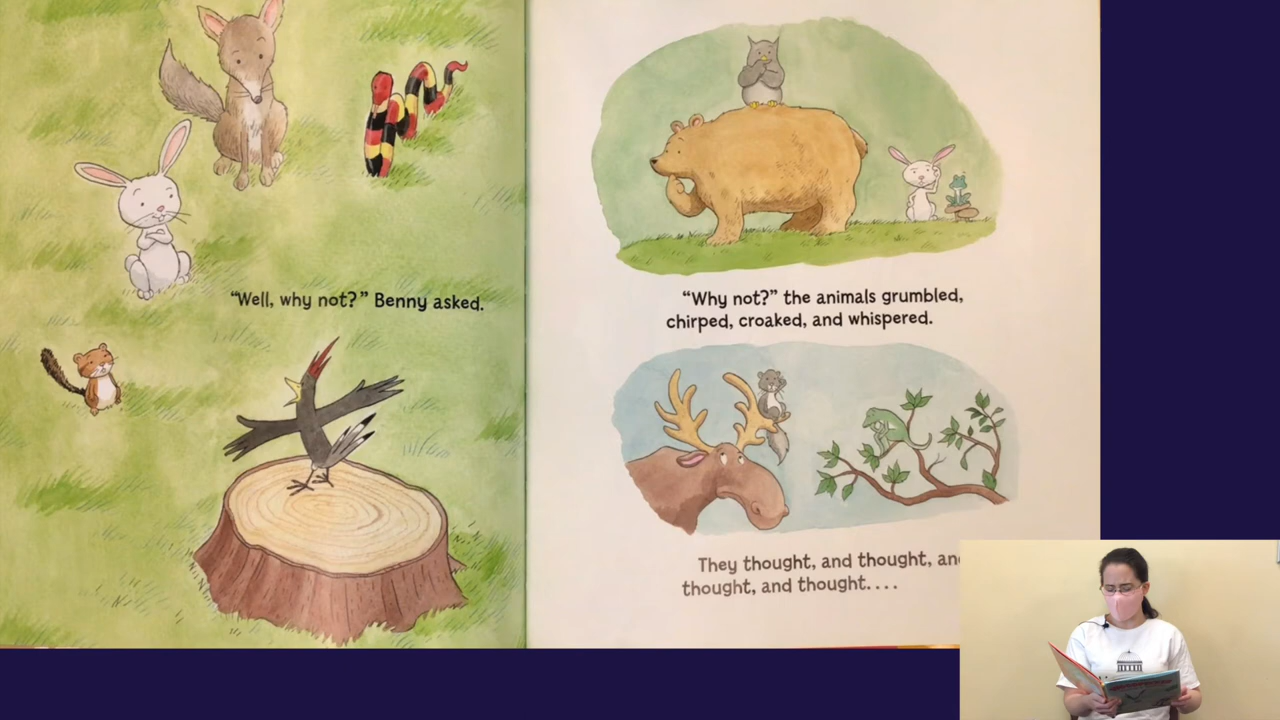 “Well, why not?” Benny asked.
“Why not?” the animals grumbled,
chirped, croaked, and whispered.
They thought, and thought, an
thought, and thought. . . .